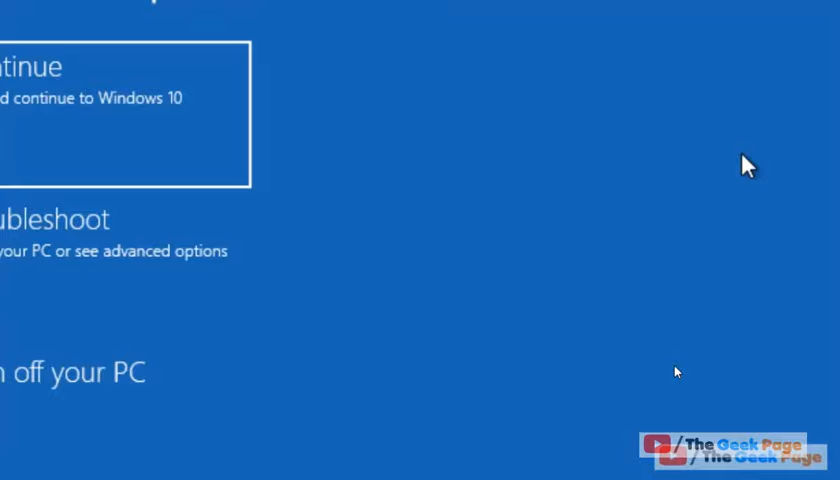 tinue
d continue to Windows 10
ubleshoot
your PC or see advanced options
n off your PC
/The Geek Page
/The Geek Page